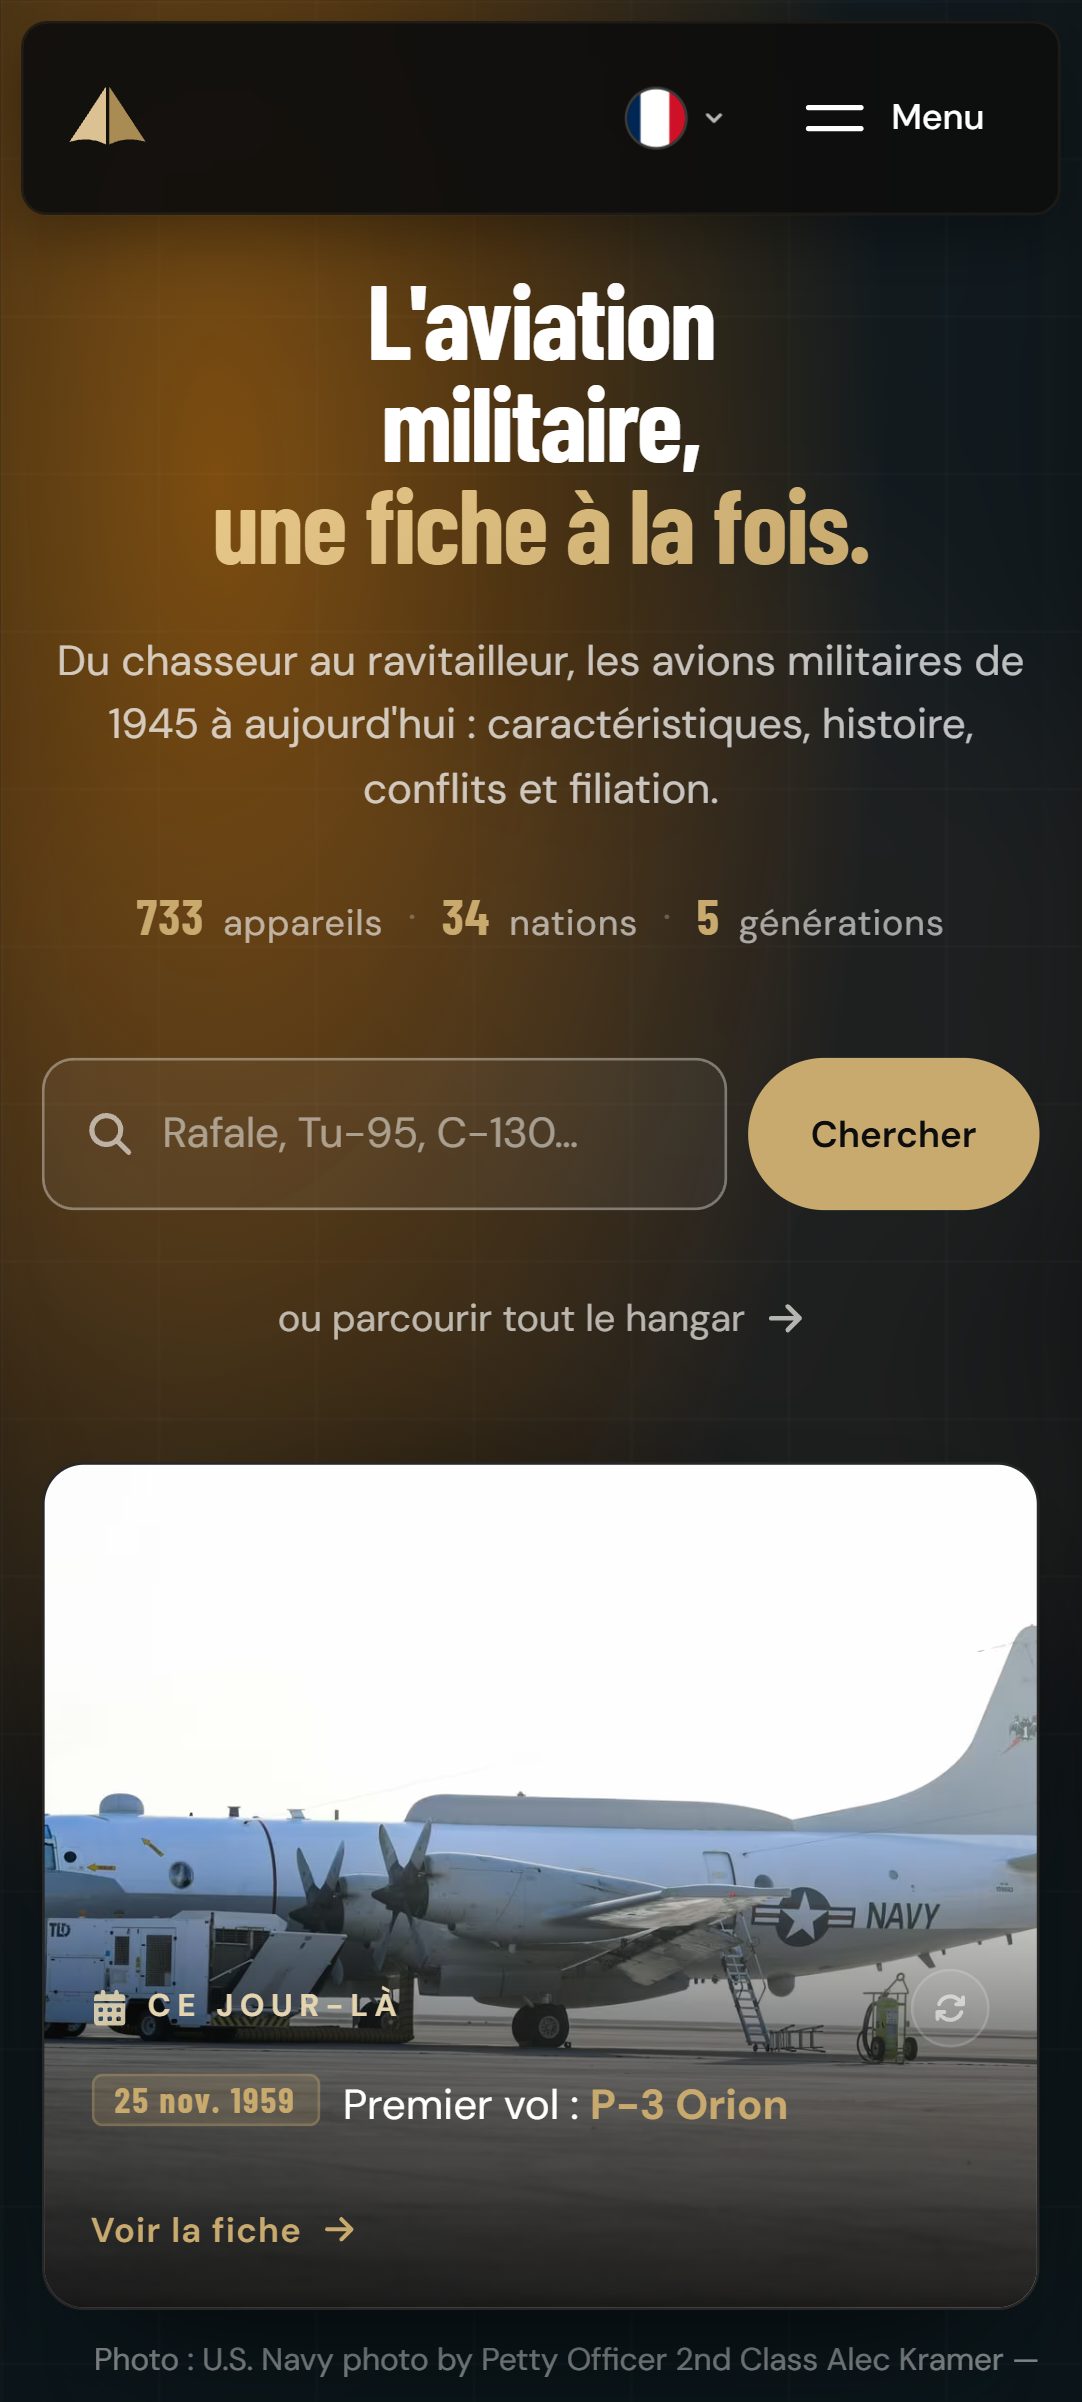 Menu
L'aviation
militaire,
une fiche à la fois.
Du chasseur au ravitailleur, les avions militaires de
1945 à aujourd'hui : caractéristiques, histoire,
conflits et filiation.
733 appareils · 34 nations · 5 générations
Rafale, Tu-95, C-130...
Chercher
ou parcourir tout le hangar →
TLD
NAVY
CE JOUR-LÀ
25 nov. 1959 Premier vol : P-3 Orion
Voir la fiche →
Photo : U.S. Navy photo by Petty Officer 2nd Class Alec Kramer —